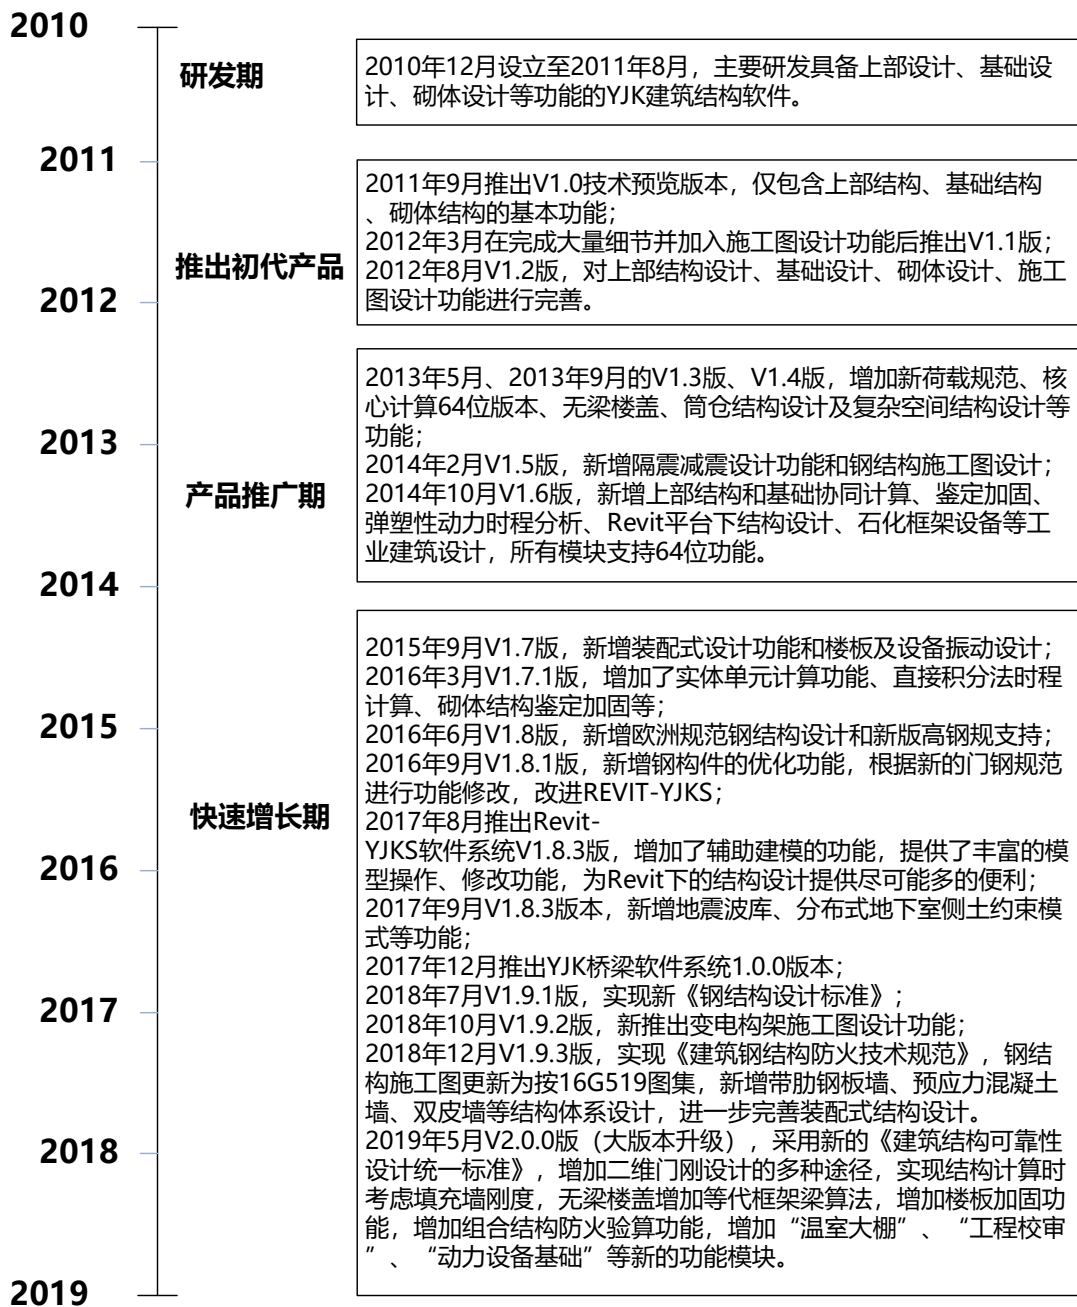 2010
研发期
2010年12月设立至2011年8月，主要研发具备上部设计、基础设
计、砌体设计等功能的YJK建筑结构软件。
2011
推出初代产品
2011年9月推出V1.0技术预览版本，仅包含上部结构、基础结构
、砌体结构的基本功能；
2012年3月在完成大量细节并加入施工图设计功能后推出V1.1版；
2012年8月V1.2版，对上部结构设计、基础设计、砌体设计、施工
图设计功能进行完善。
2012
2013
产品推广期
2013年5月、2013年9月的V1.3版、V1.4版，增加新荷载规范、核
心计算64位版本、无梁楼盖、筒仓结构设计及复杂空间结构设计等
功能；
2014年2月V1.5版，新增隔震减震设计功能和钢结构施工图设计；
2014年10月V1.6版，新增上部结构和基础协同计算、鉴定加固、
弹塑性动力时程分析、Revit平台下结构设计、石化框架设备等工
业建筑设计，所有模块支持64位功能。
2014
2015
快速增长期
2015年9月V1.7版，新增装配式设计功能和楼板及设备振动设计；
2016年3月V1.7.1版，增加了实体单元计算功能、直接积分法时程
计算、砌体结构鉴定加固等；
2016年6月V1.8版，新增欧洲规范钢结构设计和新版高钢规支持；
2016年9月V1.8.1版，新增钢构件的优化功能，根据新的门钢规范
进行功能修改，改进REVIT-YJKS；
2017年8月推出Revit-
YJKS软件系统V1.8.3版，增加了辅助建模的功能，提供了丰富的模
型操作、修改功能，为Revit下的结构设计提供尽可能多的便利；
2017年9月V1.8.3版本，新增地震波库、分布式地下室侧土约束模
式等功能；
2017年12月推出YJK桥梁软件系统1.0.0版本；
2018年7月V1.9.1版，实现新《钢结构设计标准》；
2018年10月V1.9.2版，新推出变电构架施工图设计功能；
2018年12月V1.9.3版，实现《建筑钢结构防火技术规范》，钢结
构施工图更新为按16G519图集，新增带肋钢板墙、预应力混凝土
墙、双皮墙等结构体系设计，进一步完善装配式结构设计。
2019年5月V2.0.0版（大版本升级），采用新的《建筑结构可靠性
设计统一标准》，增加二维门刚设计的多种途径，实现结构计算时
考虑填充墙刚度，无梁楼盖增加等代框架梁算法，增加楼板加固功
能，增加组合结构防火验算功能，增加“温室大棚”、“工程校审
”、“动力设备基础”等新的功能模块。
2016
2017
2018
2019